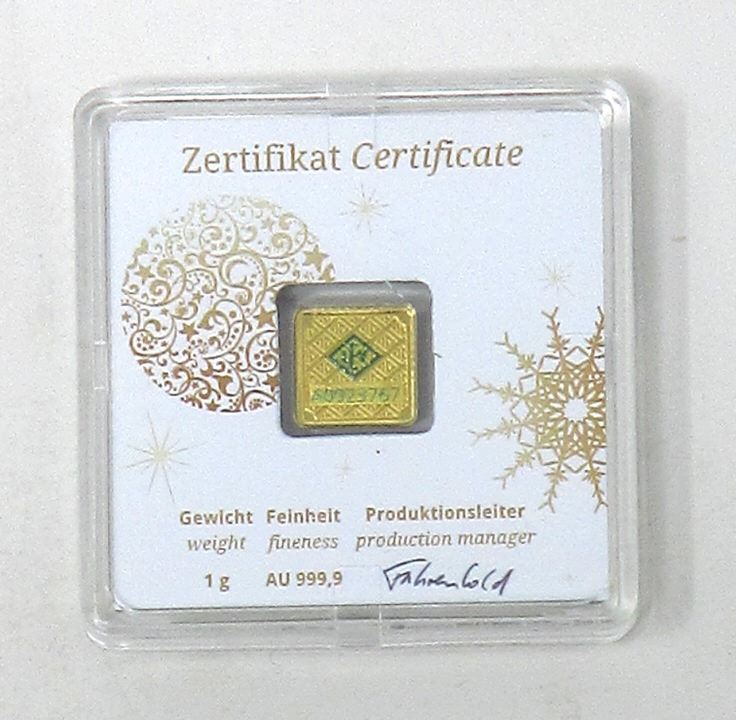 Zertifikat Certificate
Gewicht Feinheit Produktionsleiter
weight fineness production manager
1 g AU 999,9